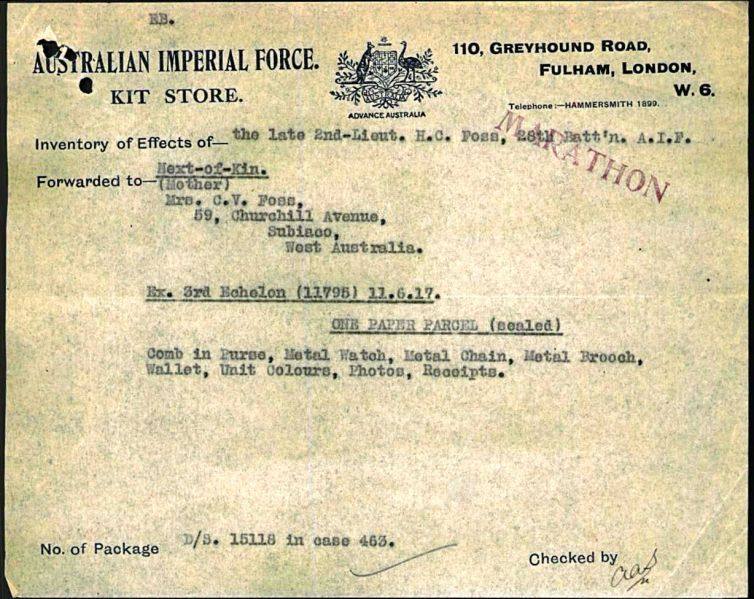 EB.
AUSTRALIAN IMPERIAL FORCE.
KIT STORE.
ADVANCE AUSTRALIA
110, GREYHOUND ROAD,
FULHAM, LONDON,
W. 6.
Telephone:—HAMMERSMITH 1899.
MARATHON
Inventory of Effects of— the late 2nd-Lieut. H.C. Foss, 28th Batt'n. A.I.F.
Forwarded to— Next-of-Kin.
(Mother)
Mrs. C.V. Foss,
59, Churchill Avenue,
Subiaco,
West Australia.
Ex. 3rd Echelon (11795) 11.6.17.
ONE PAPER PARCEL (sealed)
Comb in Purse, Metal Watch, Metal Chain, Metal Brooch,
Wallet, Unit Colours, Photos, Receipts.
No. of Package D/S. 15118 in case 463.
Checked by